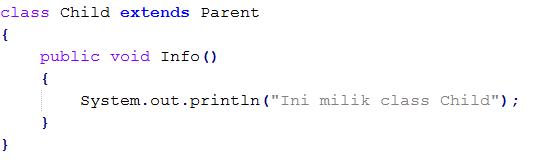 class Child extends Parent
{
    public void Info()
    {
        System.out.println("Ini milik class Child");
    }
}